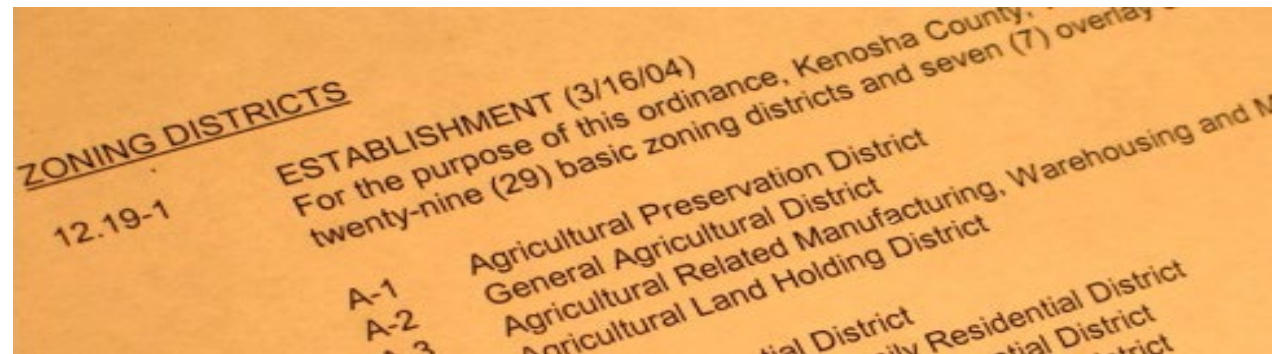 ZONING DISTRICTS
12.19-1 ESTABLISHMENT (3/16/04)
For the purpose of this ordinance, Kenosha County,
twenty-nine (29) basic zoning districts and seven (7) overlay
A-1 Agricultural Preservation District
A-2 General Agricultural District
A-3 Agricultural Related Manufacturing, Warehousing and
Agricultural Land Holding District
District
Residential District
District